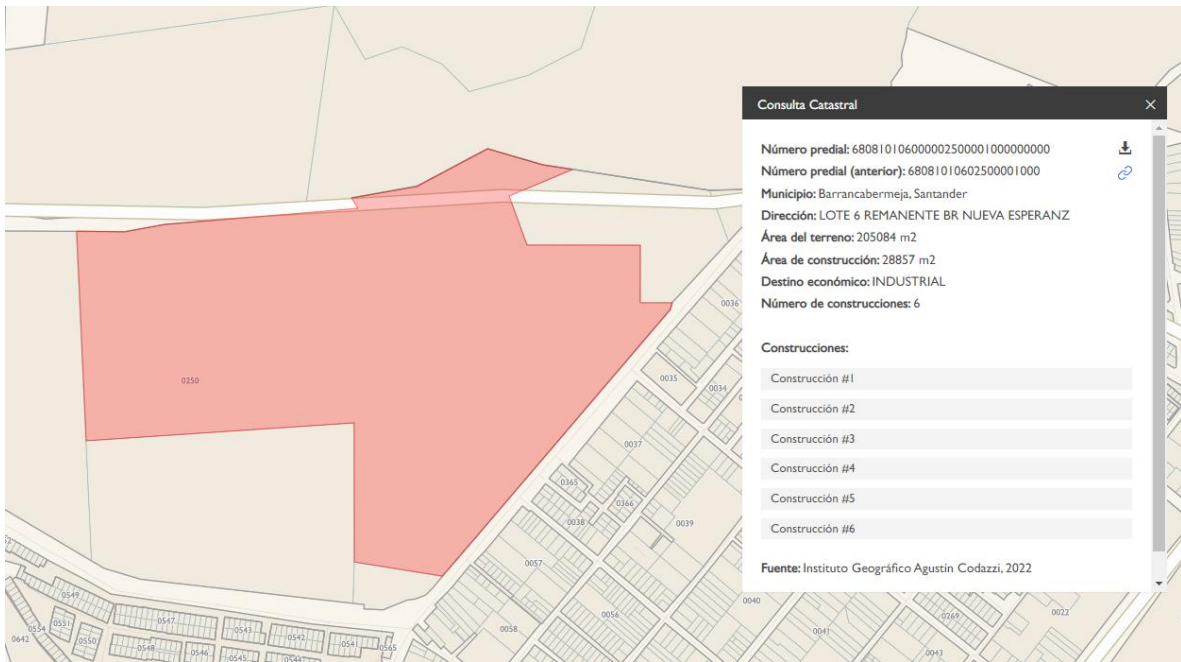 Consulta Catastral
Número predial: 680810106000002500001000000000
Número predial (anterior): 68081010602500001000
Municipio: Barrancabermeja, Santander
Dirección: LOTE 6 REMANENTE BR NUEVA ESPERANZ
Área del terreno: 205084 m2
Área de construcción: 28857 m2
Destino económico: INDUSTRIAL
Número de construcciones: 6
Construcciones:
Construcción #1
Construcción #2
Construcción #3
Construcción #4
Construcción #5
Construcción #6
Fuente: Instituto Geográfico Agustin Codazzi, 2022
0036
0250
0035
0034
0037
0365
0366
0038
0039
0057
0549
0040
0056
0269
0022
0551
0547
0554
0543
0058
0041
0642
0550
0542
0541
0565
0548
0546
0545
0544
0043